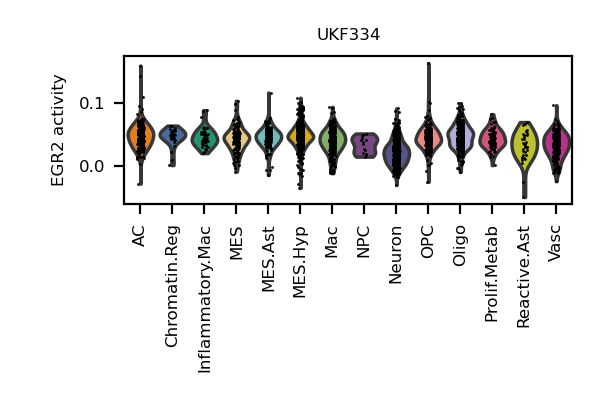 UKF334
EGR2 activity
0.1
0.0
AC
Chromatin.Reg
Inflammatory.Mac
MES
MES.Ast
MES.Hyp
Mac
NPC
Neuron
OPC
Oligo
Prolif.Metab
Reactive.Ast
Vasc